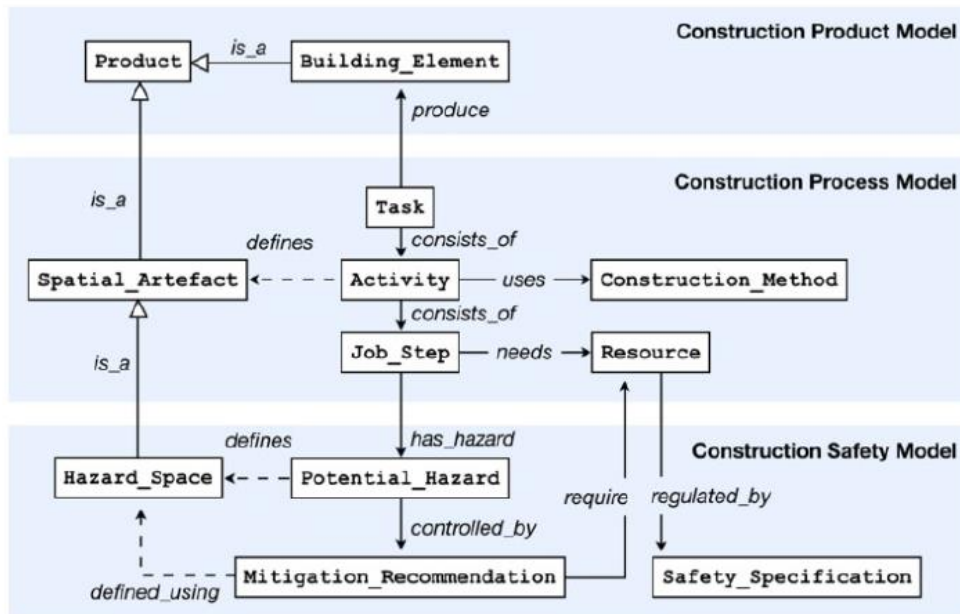 Construction Product Model
is_a
Product
Building_Element
produce
Construction Process Model
is_a
Task
defines
consists_of
Spatial_Artefact
Activity
uses
Construction_Method
consists_of
Job_Step
needs
Resource
is_a
defines
has_hazard
Construction Safety Model
Hazard_Space
Potential_Hazard
require
regulated_by
controlled_by
defined_using
Mitigation_Recommendation
Safety_Specification